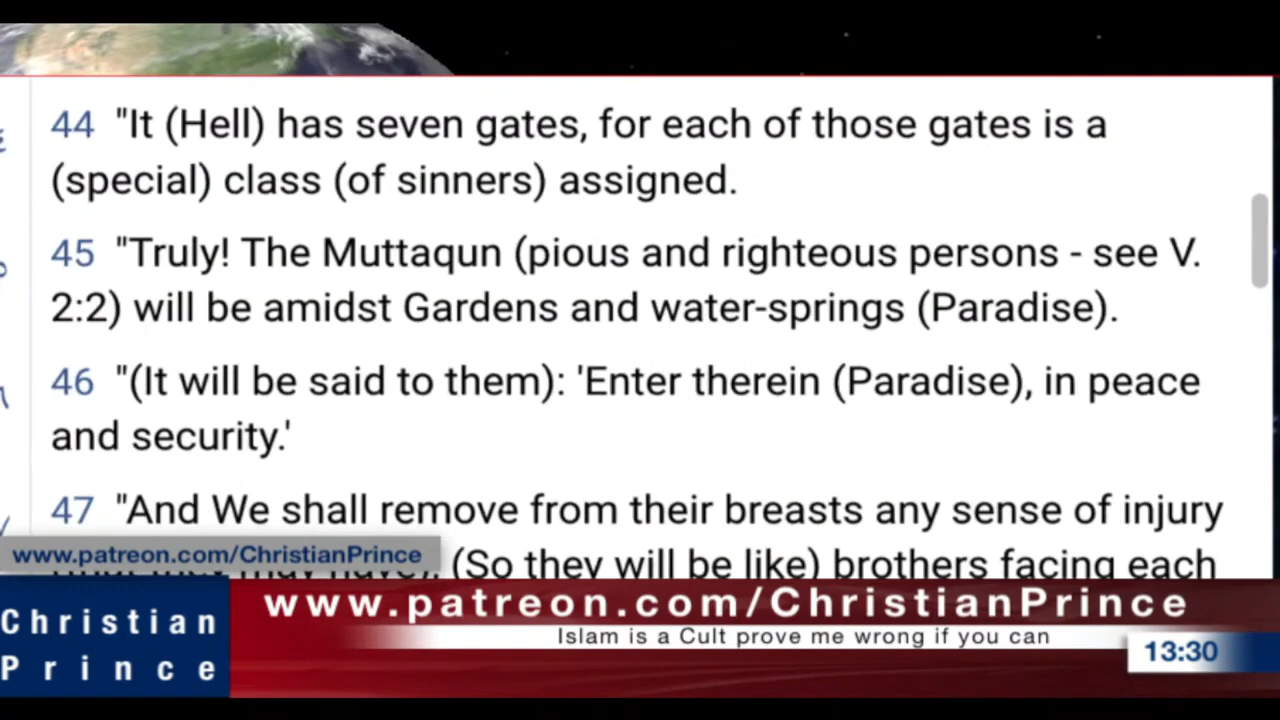 44 "It (Hell) has seven gates, for each of those gates is a
(special) class (of sinners) assigned.
45 "Truly! The Muttaqun (pious and righteous persons - see V.
2:2) will be amidst Gardens and water-springs (Paradise).
46 "(It will be said to them): 'Enter therein (Paradise), in peace
and security.'
47 "And We shall remove from their breasts any sense of injury
(So they will be like) brothers facing each
www.patreon.com/ChristianPrince
www.patreon.com/ChristianPrince
Islam is a Cult prove me wrong if you can
Christian
Prince
13:30